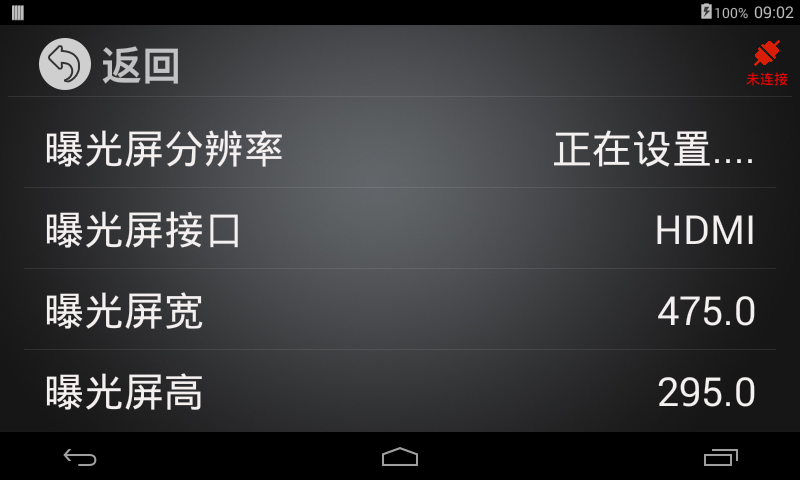 100% 09:02
返回
未连接
曝光屏分辨率 正在设置....
曝光屏接口 HDMI
曝光屏宽 475.0
曝光屏高 295.0